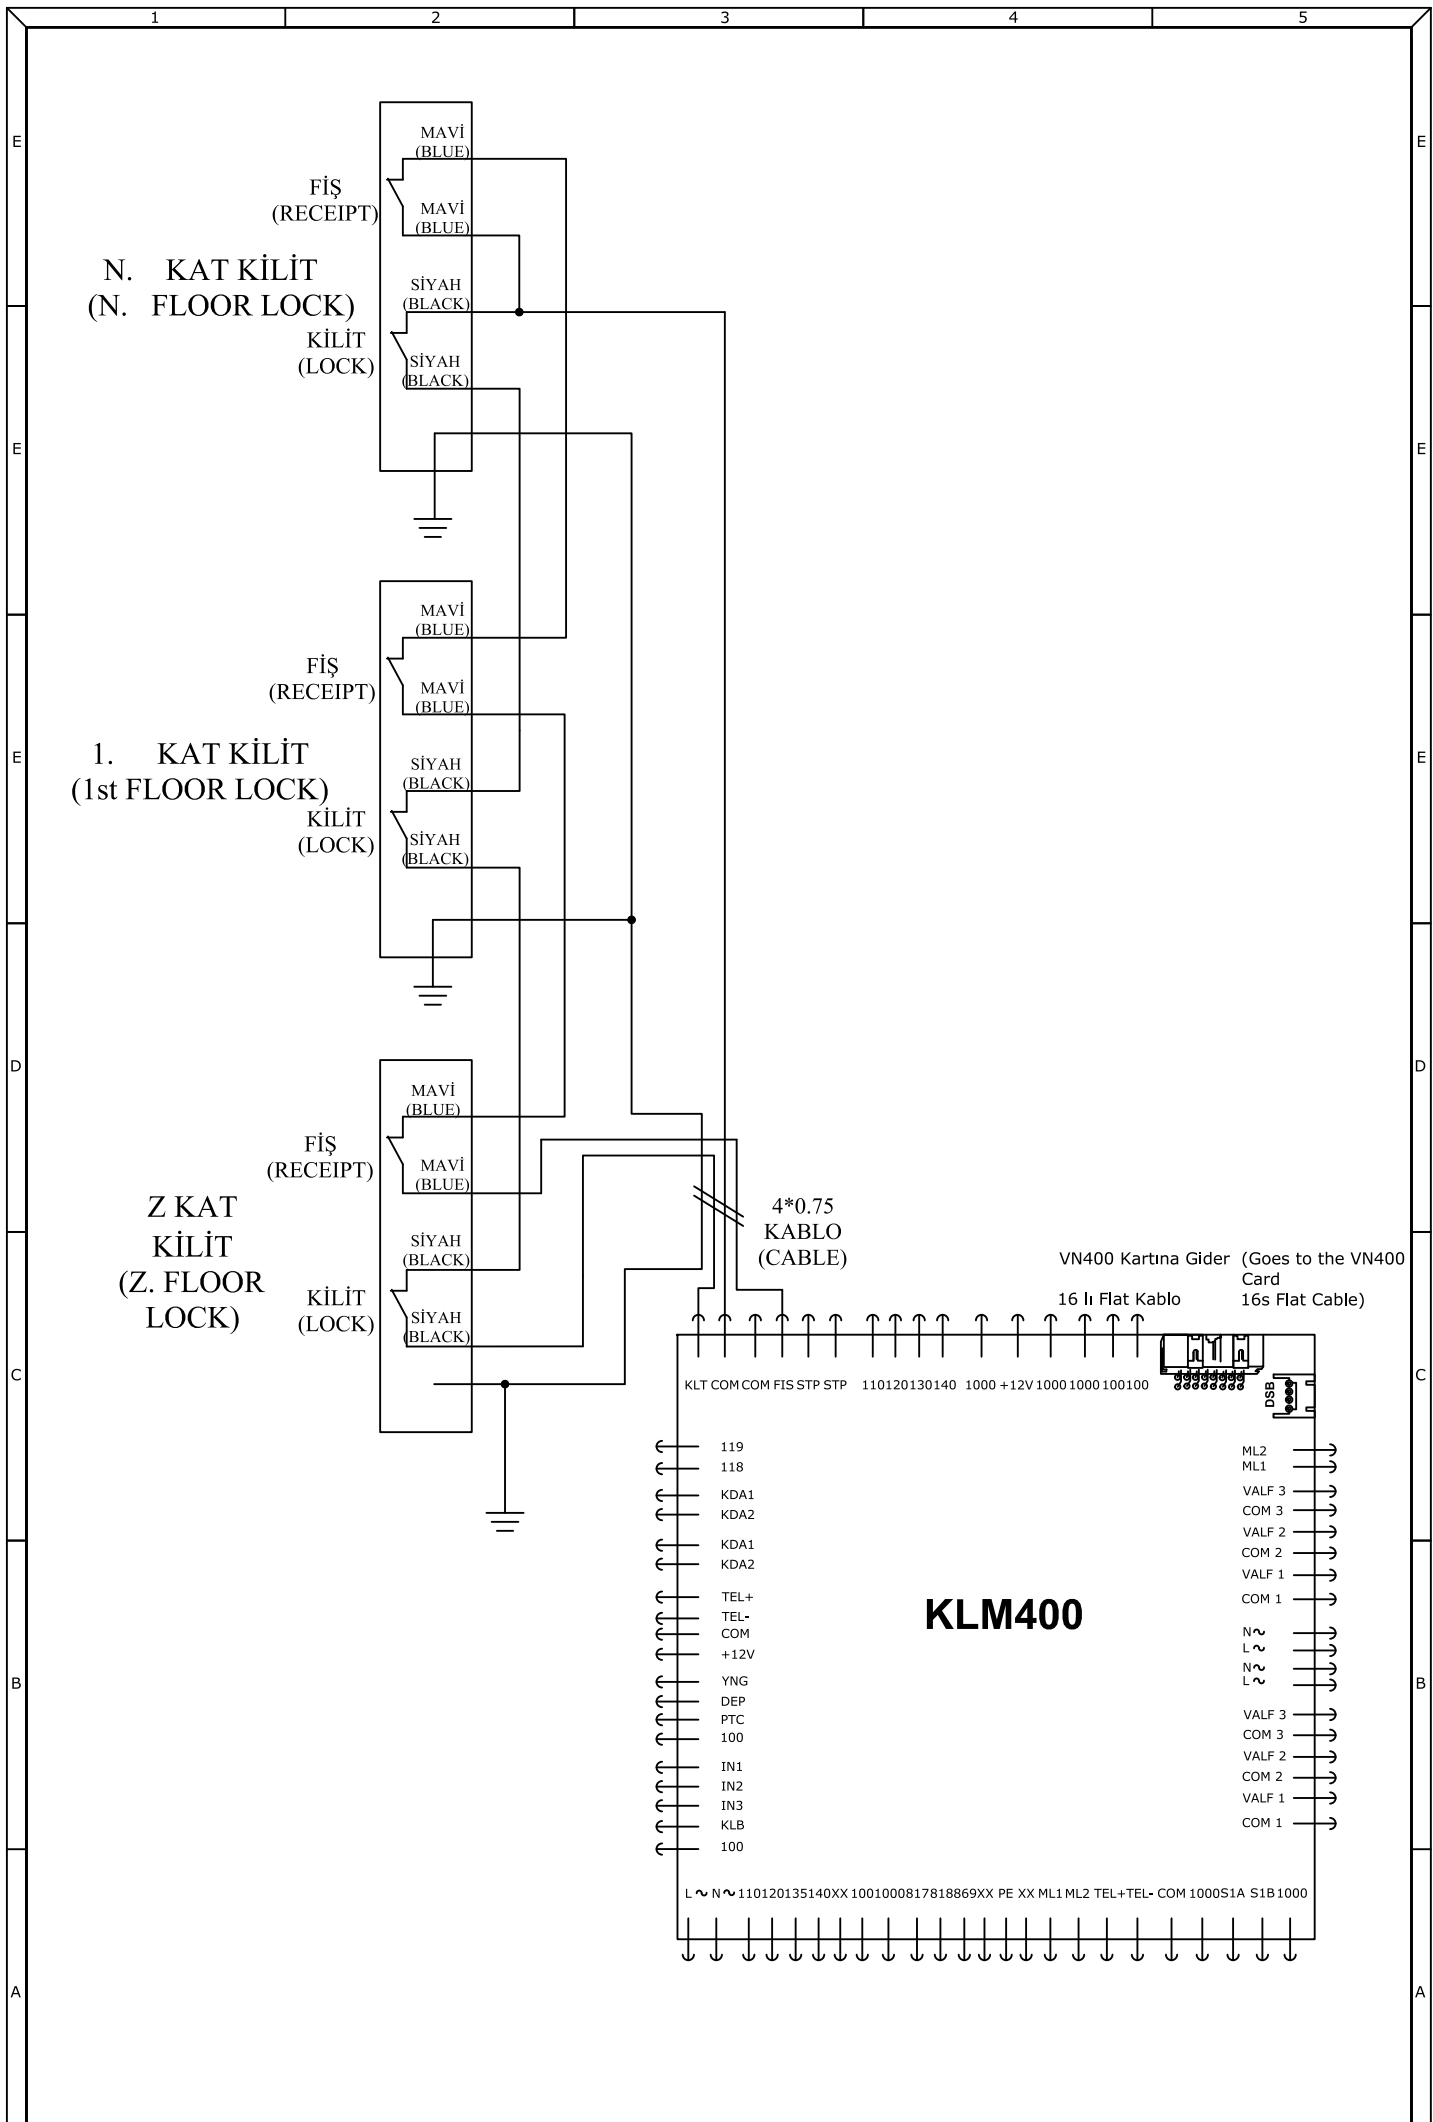 1 2 3 4 5
E E
MAVİ
(BLUE)
FİŞ
(RECEIPT)
MAVİ
(BLUE)
N. KAT KİLİT
(N. FLOOR LOCK)
SİYAH
(BLACK)
KİLİT
(LOCK)
SİYAH
(BLACK)
E E
MAVİ
(BLUE)
FİŞ
(RECEIPT)
MAVİ
(BLUE)
E E
1. KAT KİLİT
(1st FLOOR LOCK)
SİYAH
(BLACK)
KİLİT
(LOCK)
SİYAH
(BLACK)
D D
MAVİ
(BLUE)
FİŞ
(RECEIPT)
MAVİ
(BLUE)
Z KAT
KİLİT
(Z. FLOOR
LOCK)
SİYAH
(BLACK)
KİLİT
(LOCK)
SİYAH
(BLACK)
4*0.75
KABLO
(CABLE)
VN400 Kartına Gider (Goes to the VN400
Card
16 lı Flat Kablo 16s Flat Cable)
C C
KLT COM COM FIS STP STP 110120130140 1000 +12V 1000 1000 100100
DSB
119
118
KDA1
KDA2
KDA1
KDA2
TEL+
TEL-
COM
+12V
YNG
DEP
PTC
100
IN1
IN2
IN3
KLB
100
KLM400
ML2
ML1
VALF 3
COM 3
VALF 2
COM 2
VALF 1
COM 1
N~
L ~
N~
L ~
VALF 3
COM 3
VALF 2
COM 2
VALF 1
COM 1
B B
L ~ N ~ 110120135140XX 1001000817818869XX PE XX ML1 ML2 TEL+TEL- COM 1000S1A S1B1000
A A